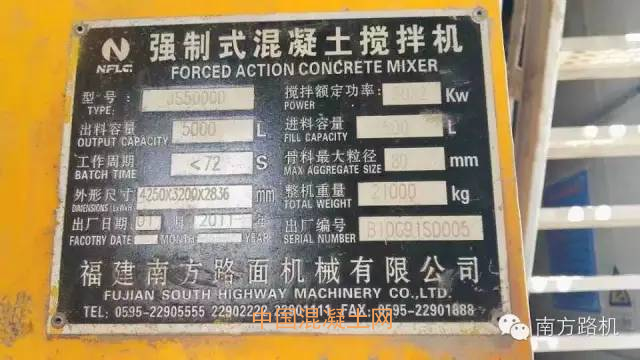 NFLG
强制式混凝土搅拌机
FORCED ACTION CONCRETE MIXER
型号: JS5000D
TYPE:
搅拌额定功率: Kw
POWER
出料容量 5000 L
OUTPUT CAPACITY
进料容量 L
FILL CAPACITY
工作周期 <72 S
BATCH TIME
骨料最大粒径 80 mm
MAX AGGREGATE SIZE
外形尺寸 4250X3200X2836 mm
DIMENSIONS (LxWxH)
整机重量 21000 kg
TOTAL WEIGHT
出厂日期 01 月 2011 年
FACOTRY DATE MONTH YEAR
出厂编号 B10G91S0005
SERIAL NUMBER
福建南方路面机械有限公司
FUJIAN SOUTH HIGHWAY MACHINERY CO.,LTD.
TEL: 0595-22905555 22902222 FAX: 0595-22901888
中国混凝土网
南方路机